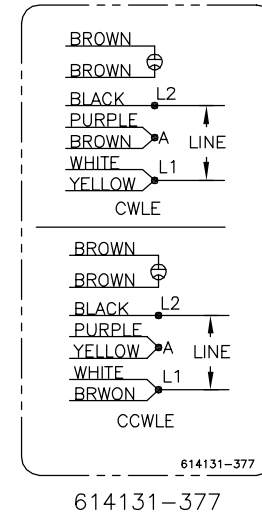 BROWN
BROWN
BLACK L2
PURPLE
BROWN A LINE
WHITE L1
YELLOW
CWLE
BROWN
BROWN
BLACK L2
PURPLE
YELLOW A LINE
WHITE L1
BRWON
CCWLE
614131-377
614131-377